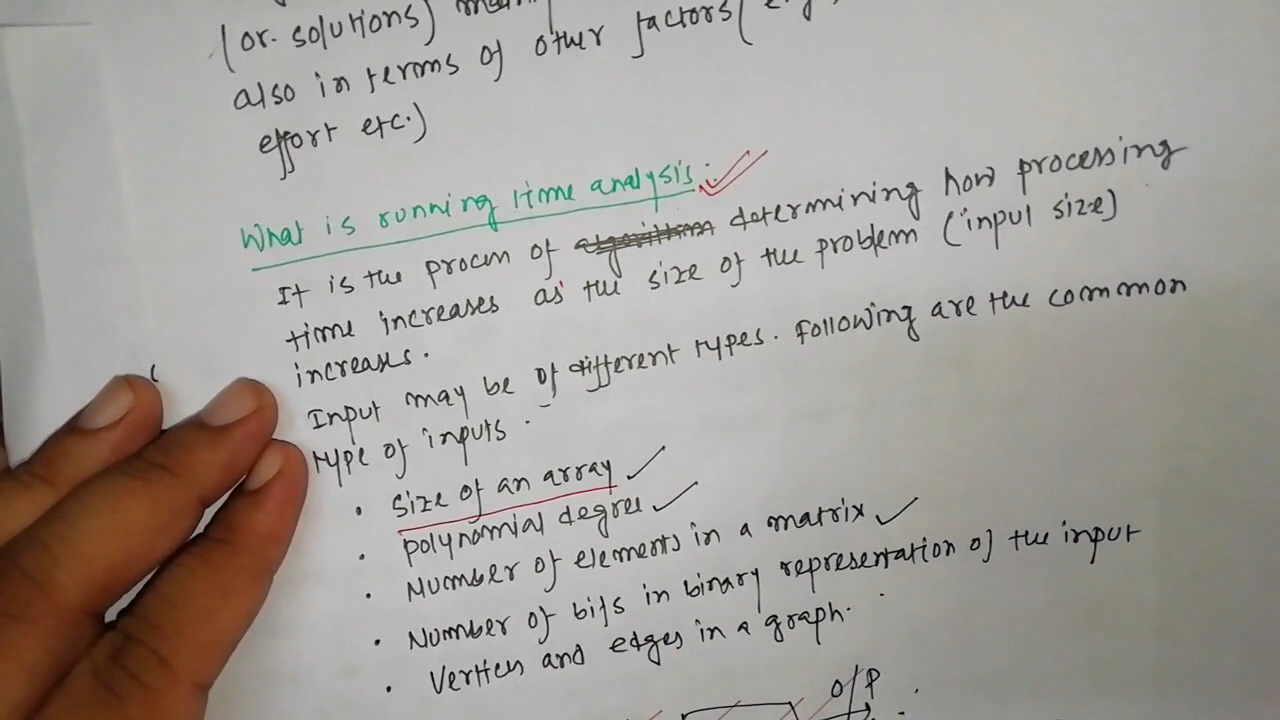 (or. solutions)
also in terms of other factors(
effort etc.)
What is running time analysis:
It is the process of algorithm determining how processing
time increases as the size of the problem (input size)
increases.
Input may be of different types. Following are the common
type of inputs.
• Size of an array
• polynomial degree
• Number of elements in a matrix
• Number of bits in binary representation of the input
• Vertices and edges in a graph.
O/P